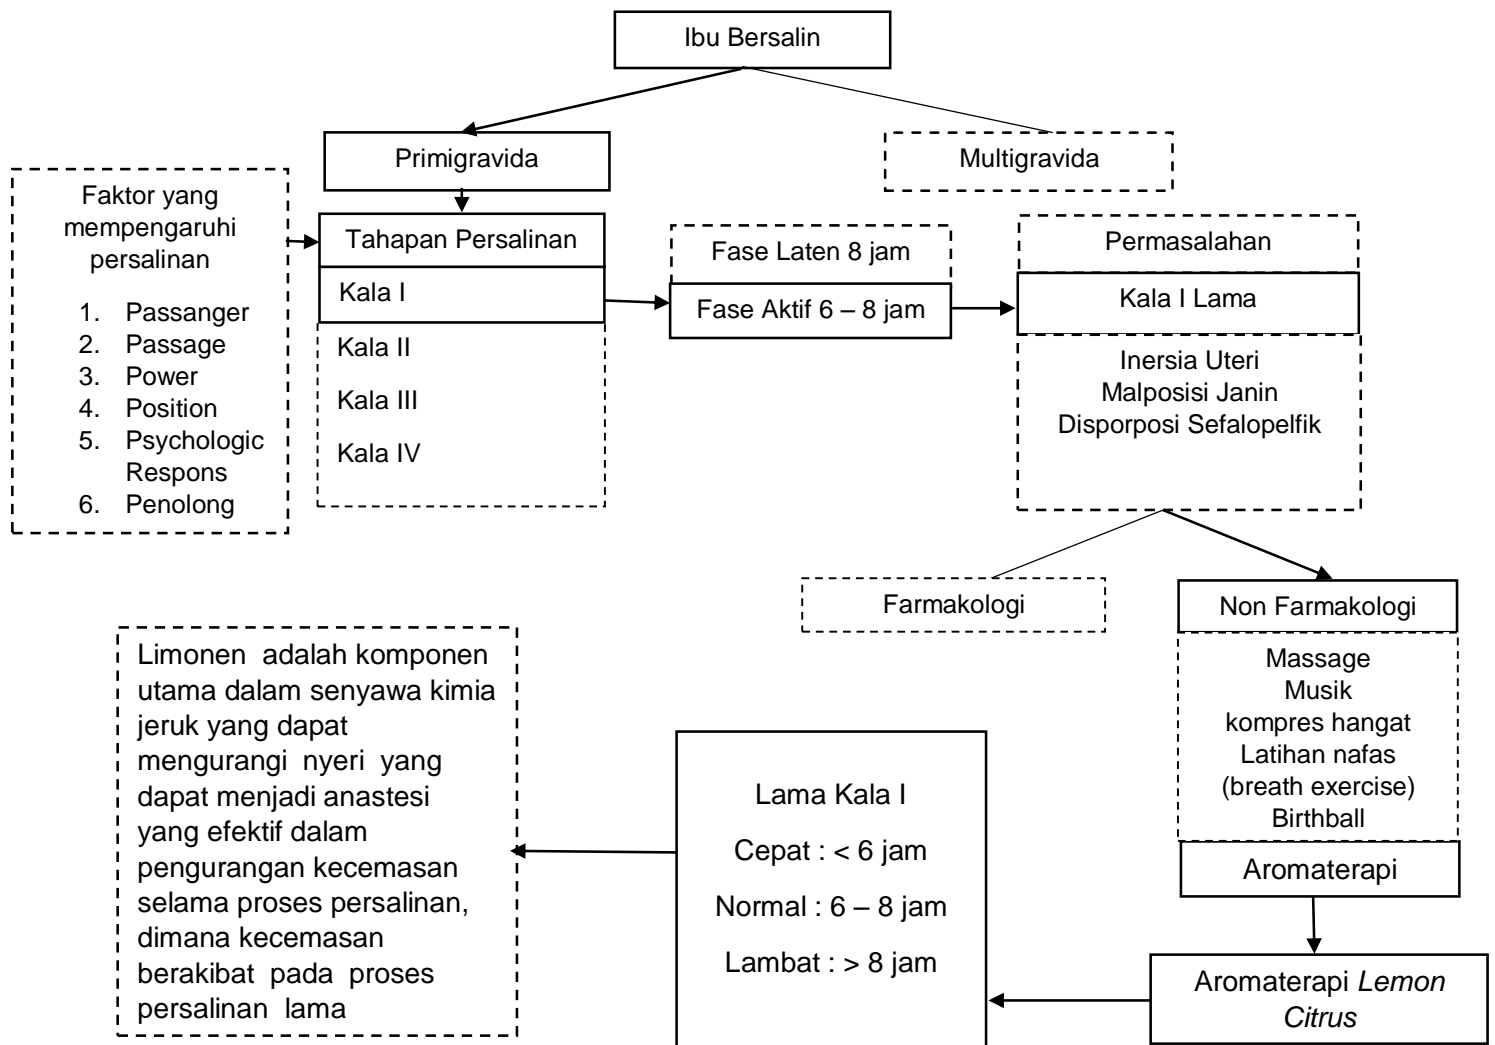 Ibu Bersalin
Primigravida
Multigravida
Faktor yang
mempengaruhi
persalinan
1. Passanger
2. Passage
3. Power
4. Position
5. Psychologic
Respons
6. Penolong
Tahapan Persalinan
Kala I
Kala II
Kala III
Kala IV
Fase Laten 8 jam
Fase Aktif 6 – 8 jam
Permasalahan
Kala I Lama
Inersia Uteri
Malposisi Janin
Disporposi Sefalopelfik
Farmakologi
Non Farmakologi
Massage
Musik
kompres hangat
Latihan nafas
(breath exercise)
Birthball
Aromaterapi
Aromaterapi Lemon
Citrus
Lama Kala I
Cepat : < 6 jam
Normal : 6 – 8 jam
Lambat : > 8 jam
Limonen adalah komponen
utama dalam senyawa kimia
jeruk yang dapat
mengurangi nyeri yang
dapat menjadi anastesi
yang efektif dalam
pengurangan kecemasan
selama proses persalinan,
dimana kecemasan
berakibat pada proses
persalinan lama